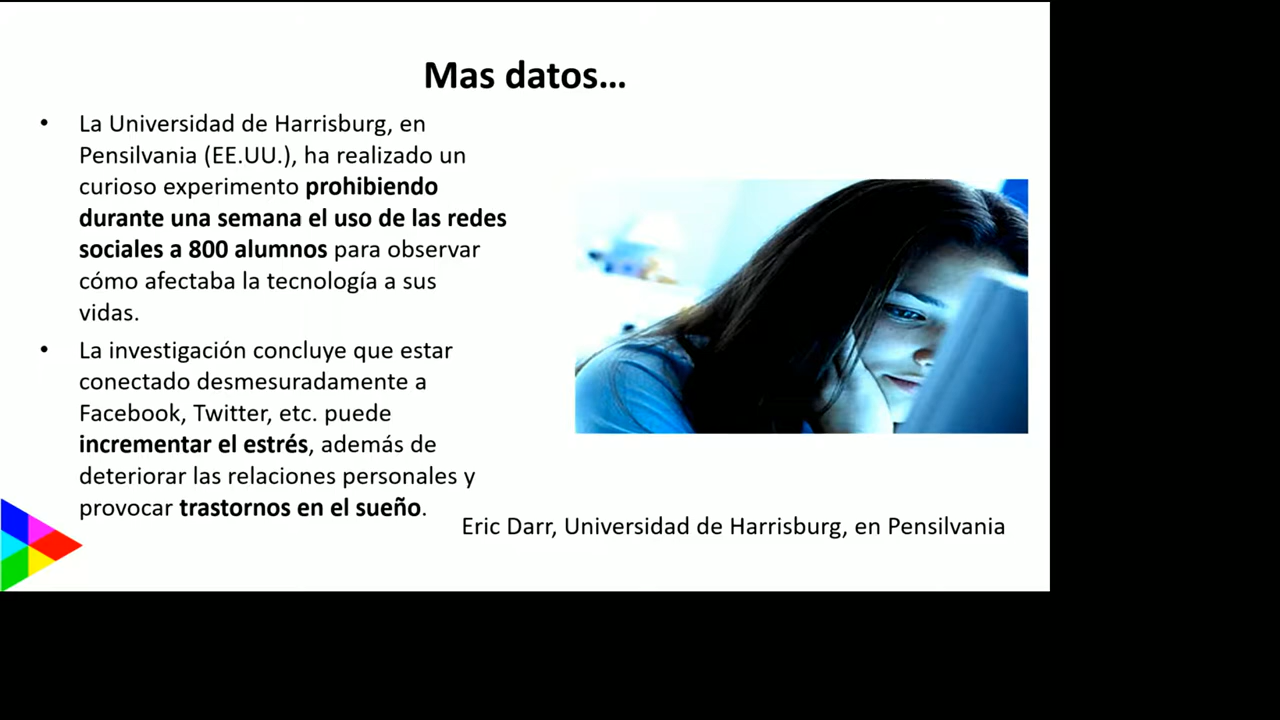 Mas datos...
• La Universidad de Harrisburg, en
Pensilvania (EE.UU.), ha realizado un
curioso experimento prohibiendo
durante una semana el uso de las redes
sociales a 800 alumnos para observar
cómo afectaba la tecnología a sus
vidas.
• La investigación concluye que estar
conectado desmesuradamente a
Facebook, Twitter, etc. puede
incrementar el estrés, además de
deteriorar las relaciones personales y
provocar trastornos en el sueño.
Eric Darr, Universidad de Harrisburg, en Pensilvania